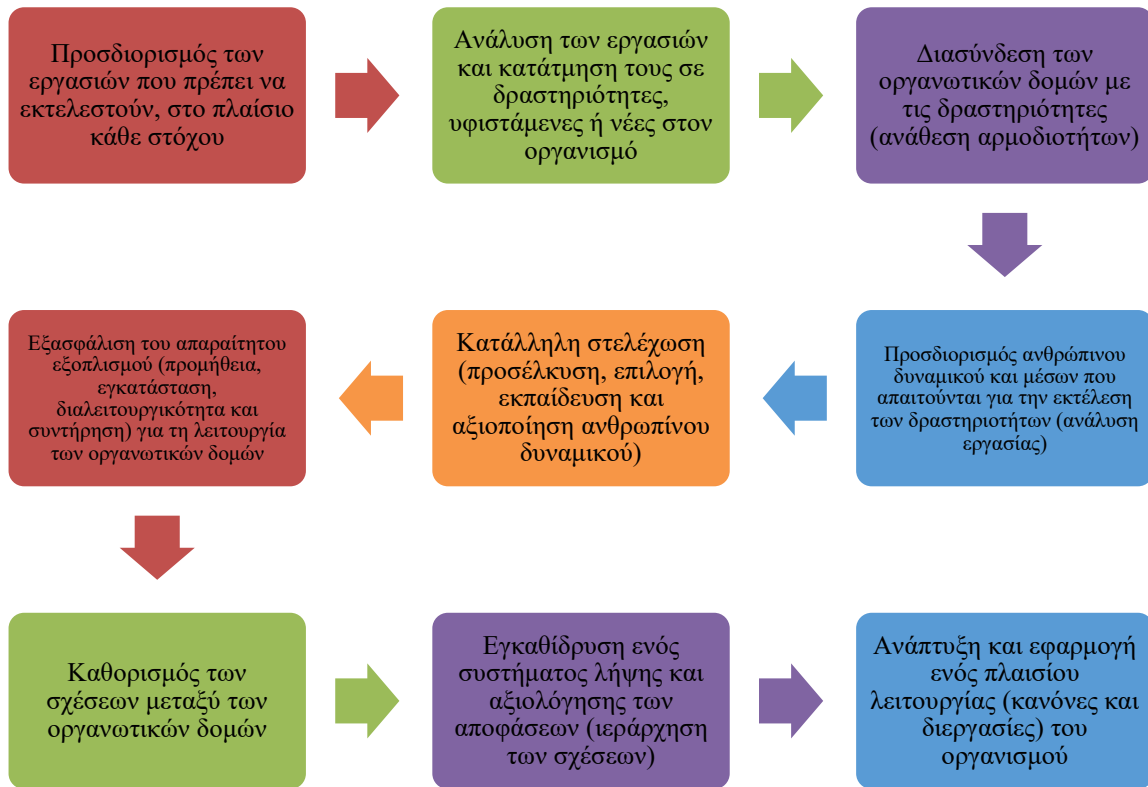 Προσδιορισμός των
εργασιών που πρέπει να
εκτελεστούν, στο πλαίσιο
κάθε στόχου
Ανάλυση των εργασιών
και κατάτμηση τους σε
δραστηριότητες,
υφιστάμενες ή νέες στον
οργανισμό
Διασύνδεση των
οργανωτικών δομών με
τις δραστηριότητες
(ανάθεση αρμοδιοτήτων)
Προσδιορισμός ανθρώπινου
δυναμικού και μέσων που
απαιτούνται για την εκτέλεση
των δραστηριοτήτων (ανάλυση
εργασίας)
Κατάλληλη στελέχωση
(προσέλκυση, επιλογή,
εκπαίδευση και
αξιοποίηση ανθρωπίνου
δυναμικού)
Εξασφάλιση του απαραίτητου
εξοπλισμού (προμήθεια,
εγκατάσταση,
διαλειτουργικότητα και
συντήρηση) για τη λειτουργία
των οργανωτικών δομών
Καθορισμός των
σχέσεων μεταξύ των
οργανωτικών δομών
Εγκαθίδρυση ενός
συστήματος λήψης και
αξιολόγησης των
αποφάσεων (ιεράρχηση
των σχέσεων)
Ανάπτυξη και εφαρμογή
ενός πλαισίου
λειτουργίας (κανόνες και
διεργασίες) του
οργανισμού